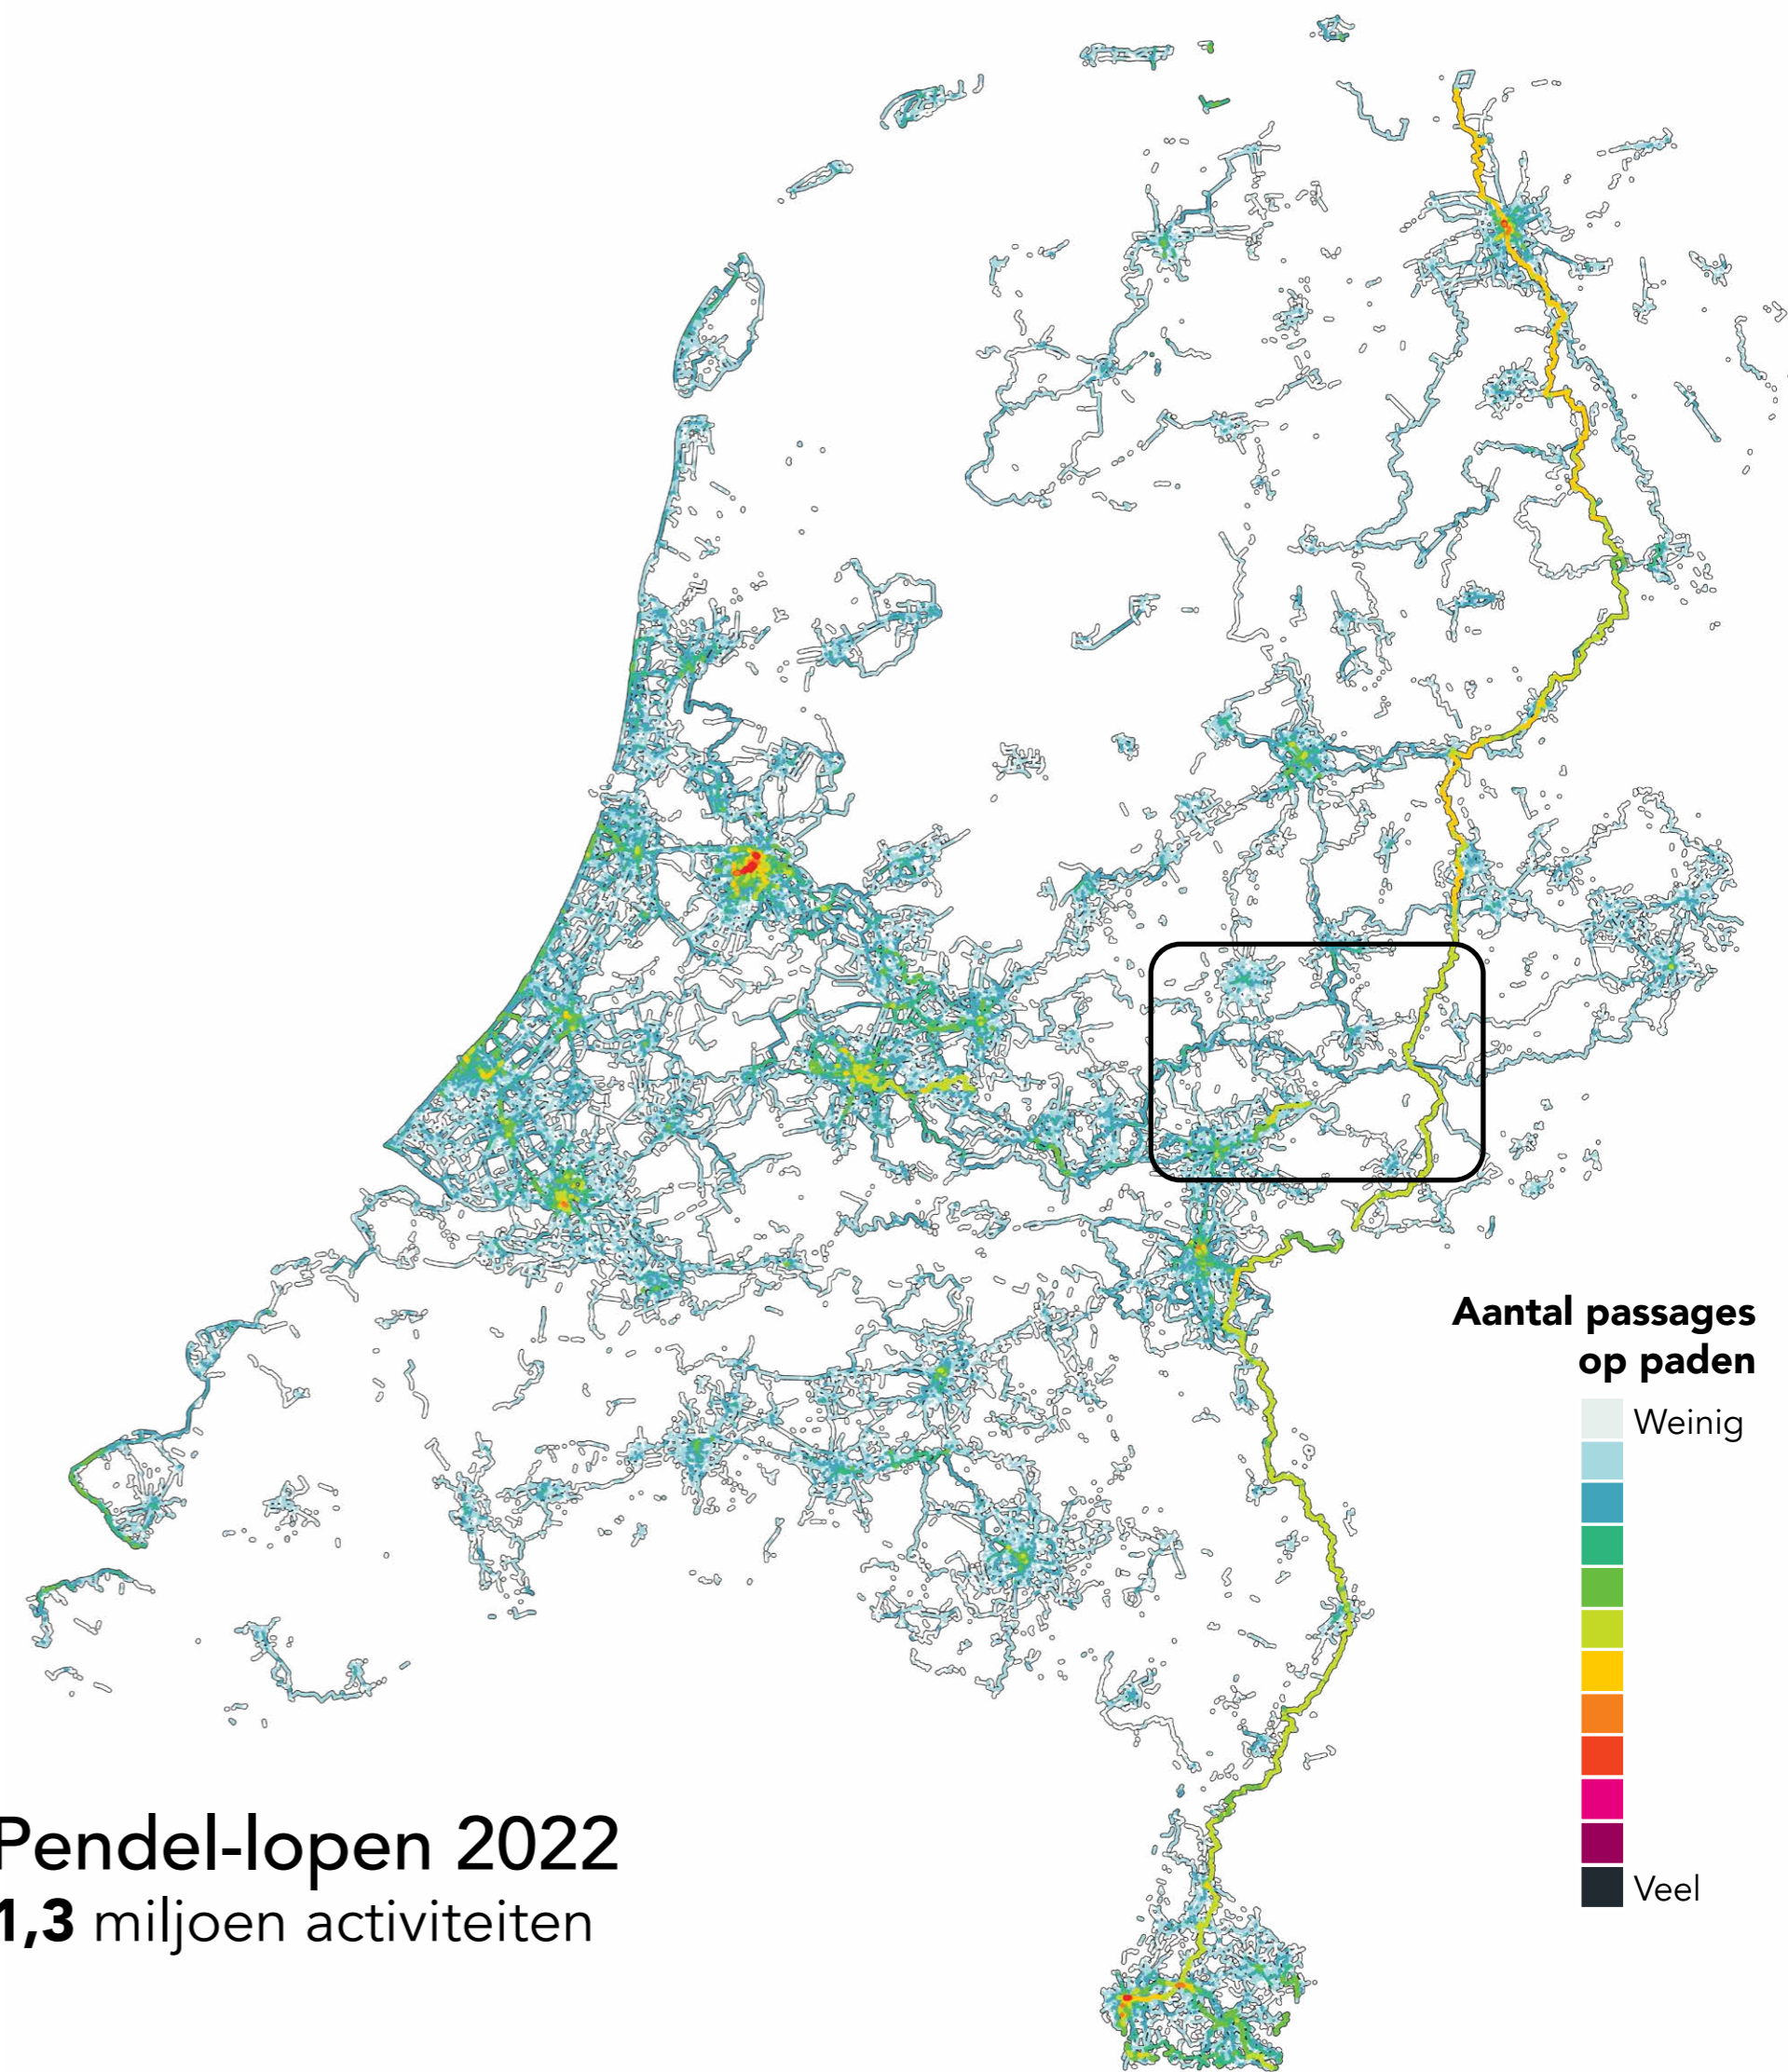 Aantal passages
op paden
Weinig
Veel
Pendel-lopen 2022
1,3 miljoen activiteiten